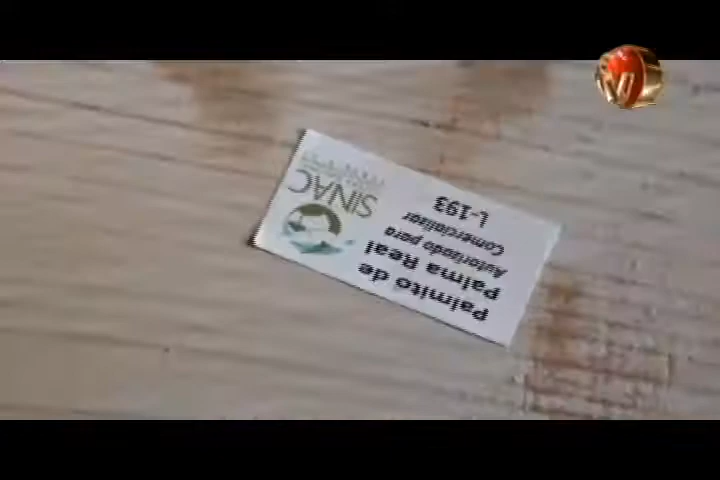 SINAC
Palmito de
Palma Real
Autorizado para
Comercializar
L-193